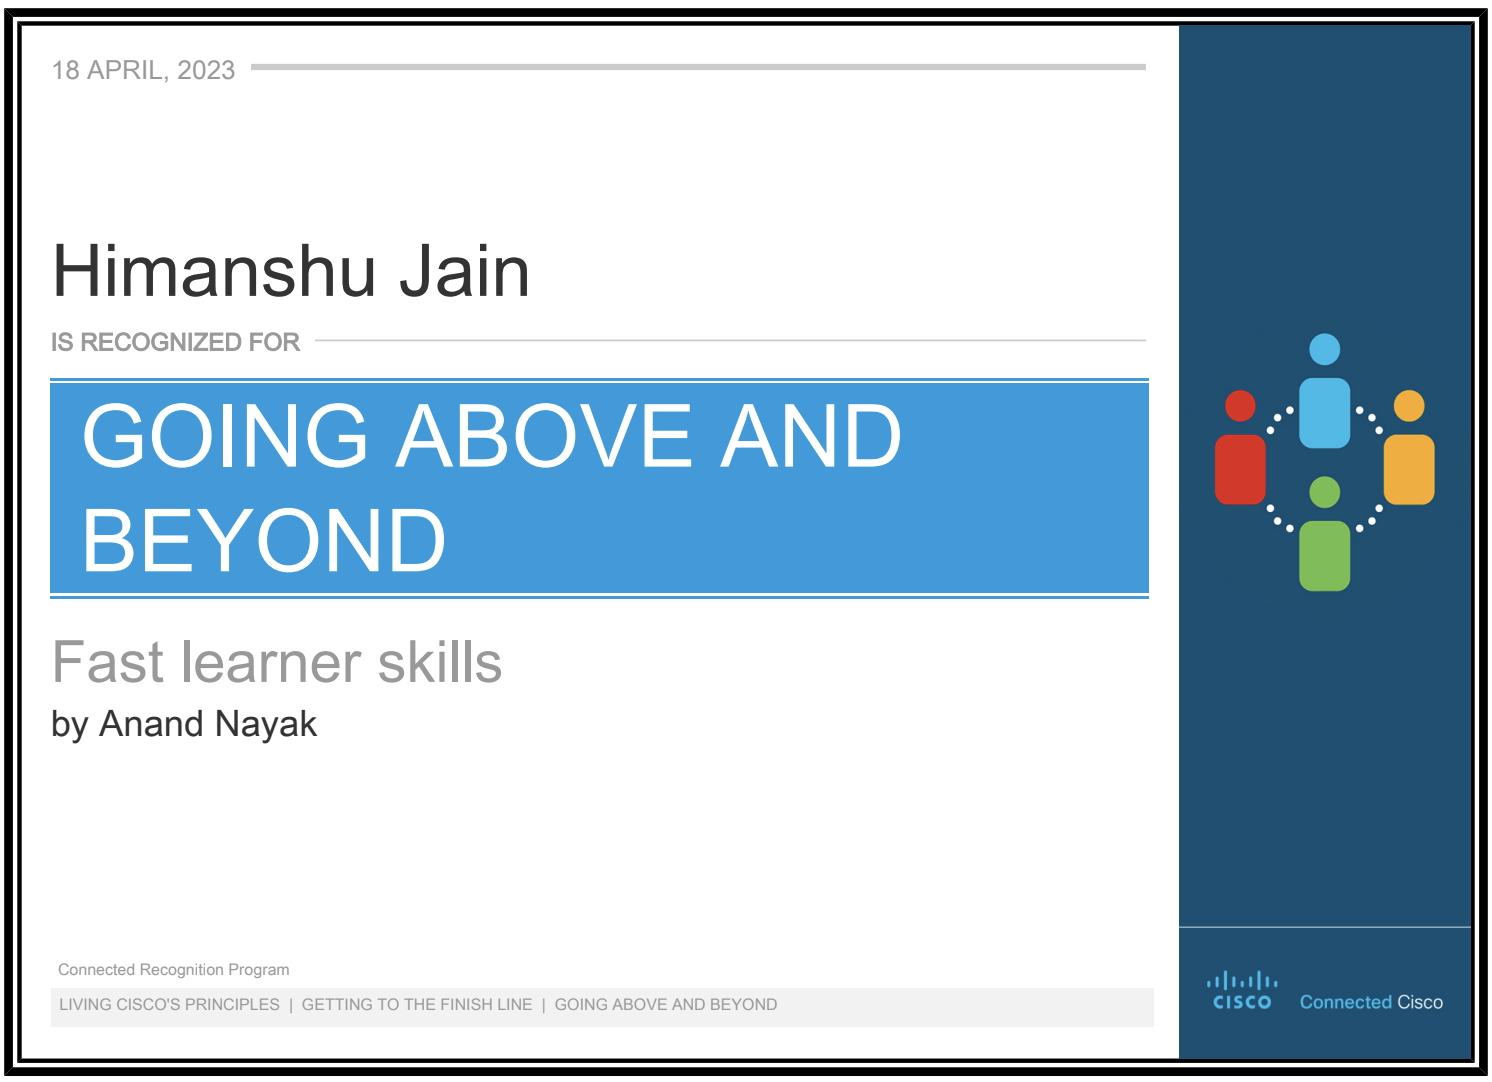 18 APRIL, 2023
Himanshu Jain
IS RECOGNIZED FOR
GOING ABOVE AND
BEYOND
Fast learner skills
by Anand Nayak
Connected Recognition Program
LIVING CISCO'S PRINCIPLES | GETTING TO THE FINISH LINE | GOING ABOVE AND BEYOND
CISCO
Connected Cisco